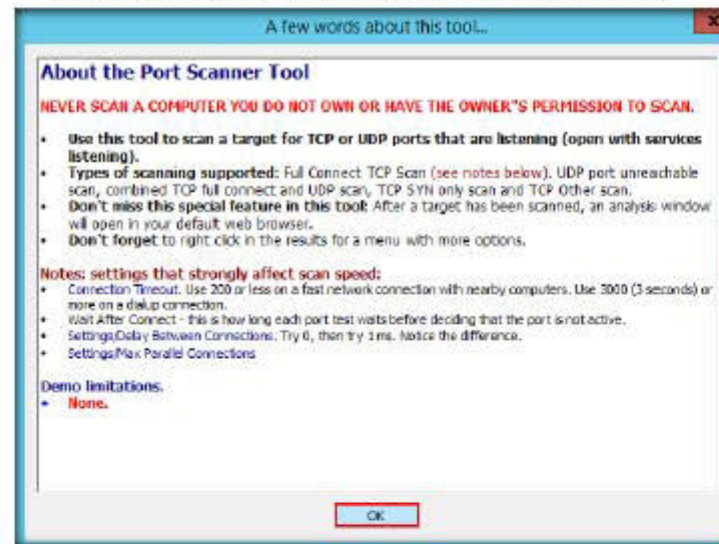 A few words about this tool...
x
About the Port Scanner Tool
NEVER SCAN A COMPUTER YOU DO NOT OWN OR HAVE THE OWNER"S PERMISSION TO SCAN.
• Use this tool to scan a target for TCP or UDP ports that are listening (open with services
listening).
• Types of scanning supported: Full Connect TCP Scan (see notes below). UDP port unreachable
scan, combined TCP full connect and UDP scan, TCP SYN only scan and TCP Other scan.
• Don't miss this special feature in this tool: After a target has been scanned, an analysis window
will open in your default web browser.
• Don't forget to right click in the results for a menu with more options.
Notes: settings that strongly affect scan speed:
• Connection Timeout. Use 200 or less on a fast network connection with nearby computers. Use 3000 (3 seconds) or
more on a dialup connection.
• Wait After Connect - this is how long each port test waits before deciding that the port is not active.
• Settings/Delay Between Connections. Try 0, then try 1ms. Notice the difference.
• Settings/Max Parallel Connections
Demo limitations.
• None.
OK